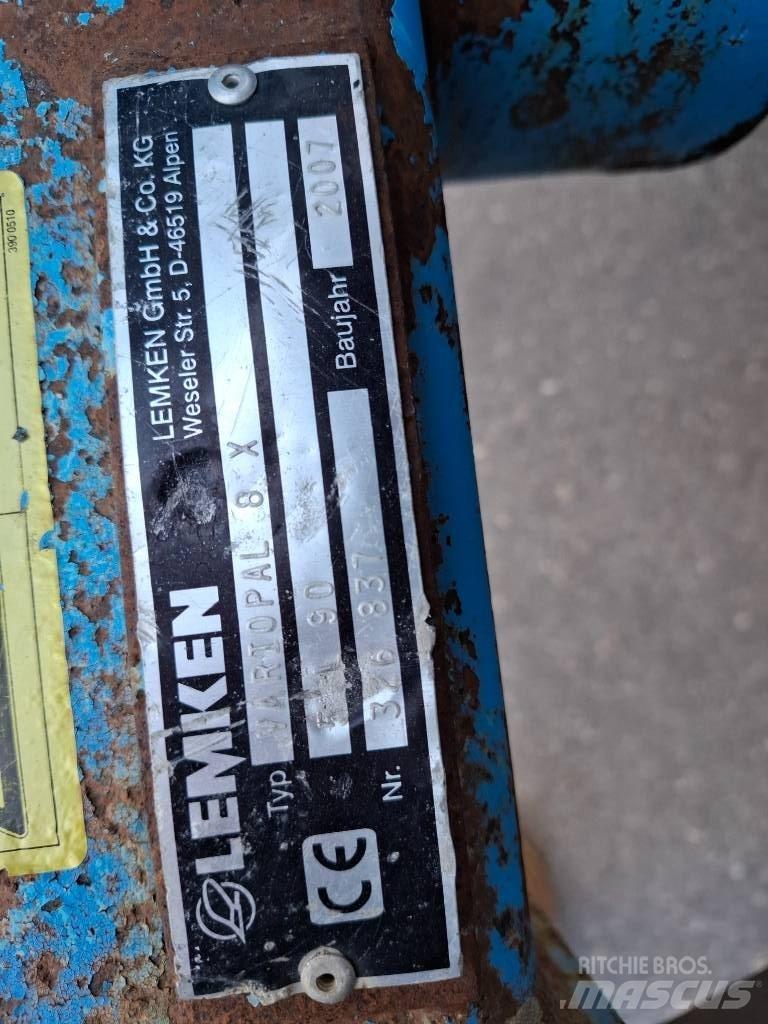 LEMKEN
LEMKEN GmbH & Co. KG
Weseler Str. 5, D-46519 Alpen
Typ VARIOPAL 8 X
90
Nr. 376 837 Baujahr 2007
CE
390 0510
RITCHIE BROS.
MASCUS